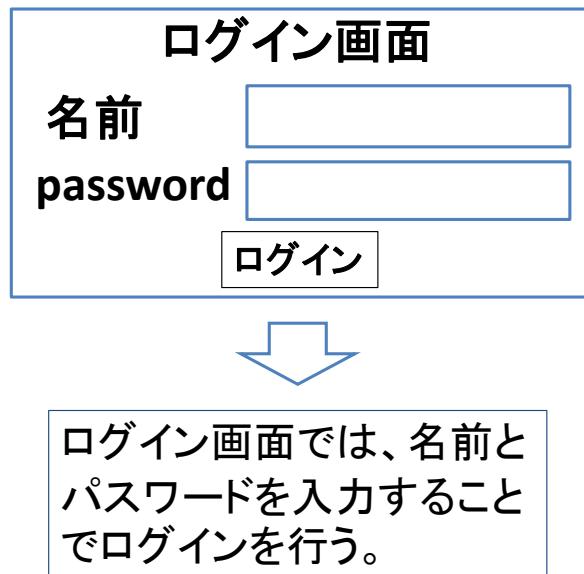 ログイン画面
名前
password
ログイン
ログイン画面では、名前と
パスワードを入力すること
でログインを行う。